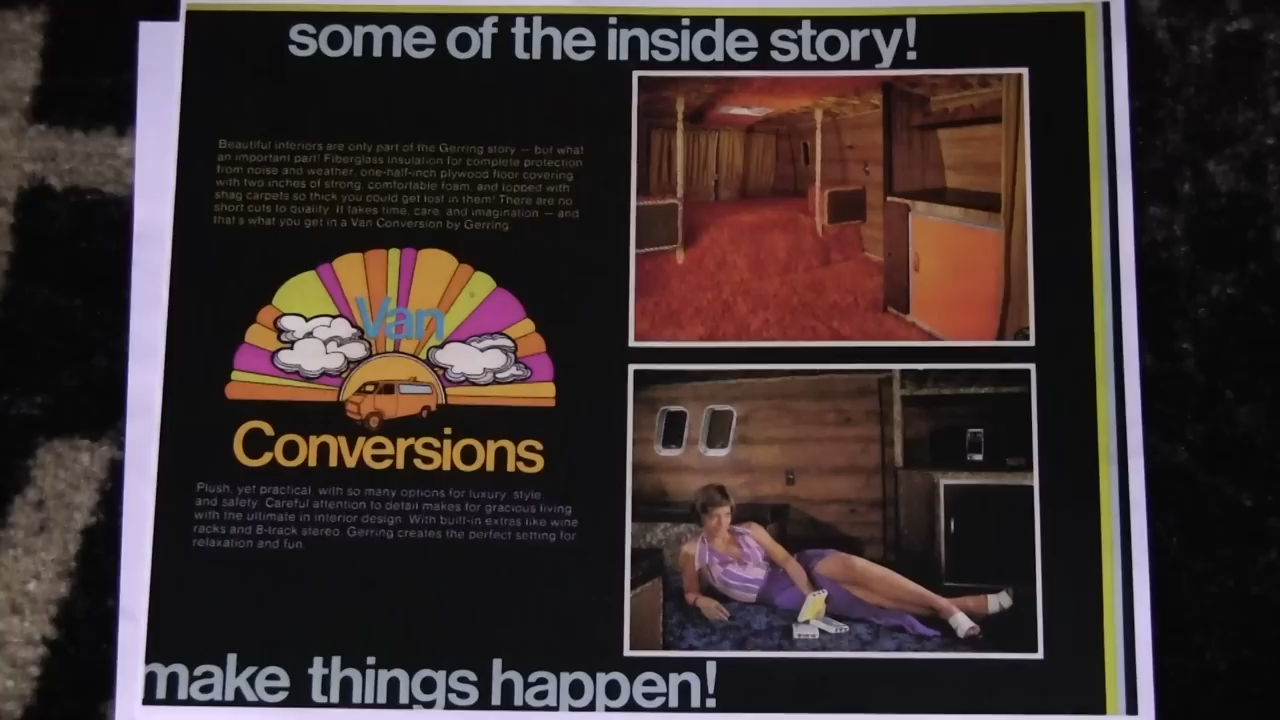 some of the inside story!
Beautiful interiors are only part of the Gerring story — but what
an important part! Fiberglass insulation for complete protection
from noise and weather, one-half-inch plywood floor covering
with two inches of strong, comfortable foam, and topped with
shag carpets so thick you could get lost in them! There are no
short cuts to quality. It takes time, care, and imagination — and
that's what you get in a Van Conversion by Gerring.
Van
Conversions
Plush, yet practical, with so many options for luxury, style,
and safety. Careful attention to detail makes for gracious living
with the ultimate in interior design. With built-in extras like wine
racks and 8-track stereo, Gerring creates the perfect setting for
relaxation and fun.
make things happen!